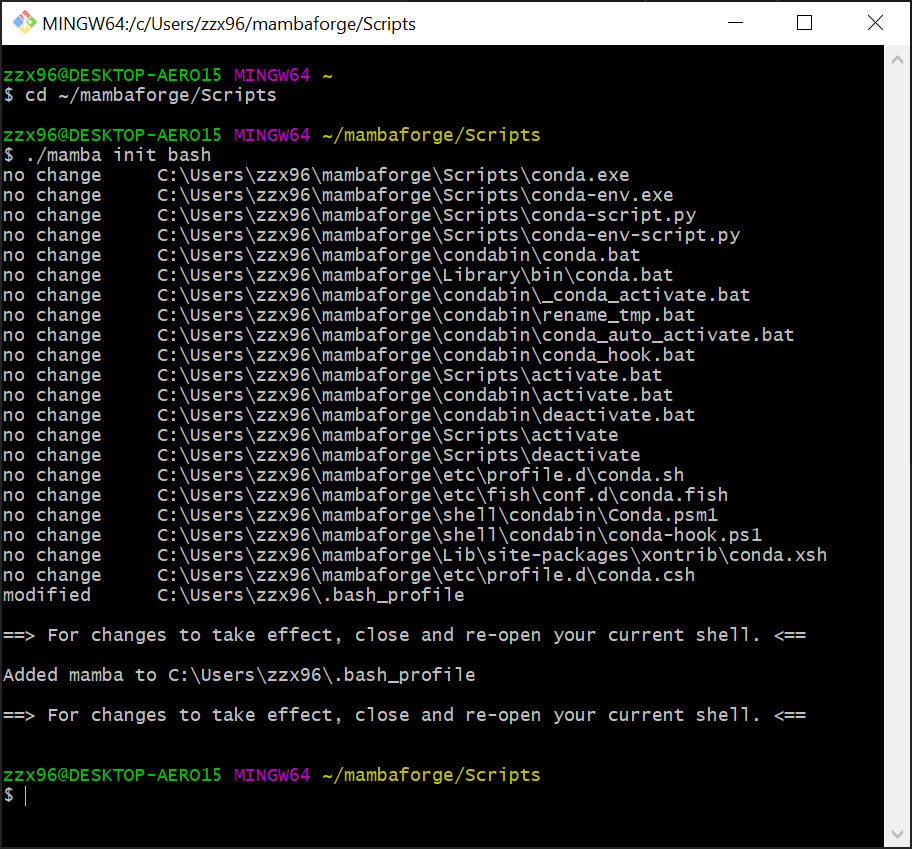 MINGW64:/c/Users/zzx96/mambaforge/Scripts
zzx96@DESKTOP-AERO15 MINGW64 ~
$ cd ~/mambaforge/Scripts
zzx96@DESKTOP-AERO15 MINGW64 ~/mambaforge/Scripts
$ ./mamba init bash
no change     C:\Users\zzx96\mambaforge\Scripts\conda.exe
no change     C:\Users\zzx96\mambaforge\Scripts\conda-env.exe
no change     C:\Users\zzx96\mambaforge\Scripts\conda-script.py
no change     C:\Users\zzx96\mambaforge\Scripts\conda-env-script.py
no change     C:\Users\zzx96\mambaforge\condabin\conda.bat
no change     C:\Users\zzx96\mambaforge\Library\bin\conda.bat
no change     C:\Users\zzx96\mambaforge\condabin\_conda_activate.bat
no change     C:\Users\zzx96\mambaforge\condabin\rename_tmp.bat
no change     C:\Users\zzx96\mambaforge\condabin\conda_auto_activate.bat
no change     C:\Users\zzx96\mambaforge\condabin\conda_hook.bat
no change     C:\Users\zzx96\mambaforge\Scripts\activate.bat
no change     C:\Users\zzx96\mambaforge\condabin\activate.bat
no change     C:\Users\zzx96\mambaforge\condabin\deactivate.bat
no change     C:\Users\zzx96\mambaforge\Scripts\activate
no change     C:\Users\zzx96\mambaforge\Scripts\deactivate
no change     C:\Users\zzx96\mambaforge\etc\profile.d\conda.sh
no change     C:\Users\zzx96\mambaforge\etc\fish\conf.d\conda.fish
no change     C:\Users\zzx96\mambaforge\shell\condabin\Conda.psm1
no change     C:\Users\zzx96\mambaforge\shell\condabin\conda-hook.ps1
no change     C:\Users\zzx96\mambaforge\Lib\site-packages\xontrib\conda.xsh
no change     C:\Users\zzx96\mambaforge\etc\profile.d\conda.csh
modified      C:\Users\zzx96\.bash_profile
==> For changes to take effect, close and re-open your current shell. <==
Added mamba to C:\Users\zzx96\.bash_profile
==> For changes to take effect, close and re-open your current shell. <==
zzx96@DESKTOP-AERO15 MINGW64 ~/mambaforge/Scripts
$